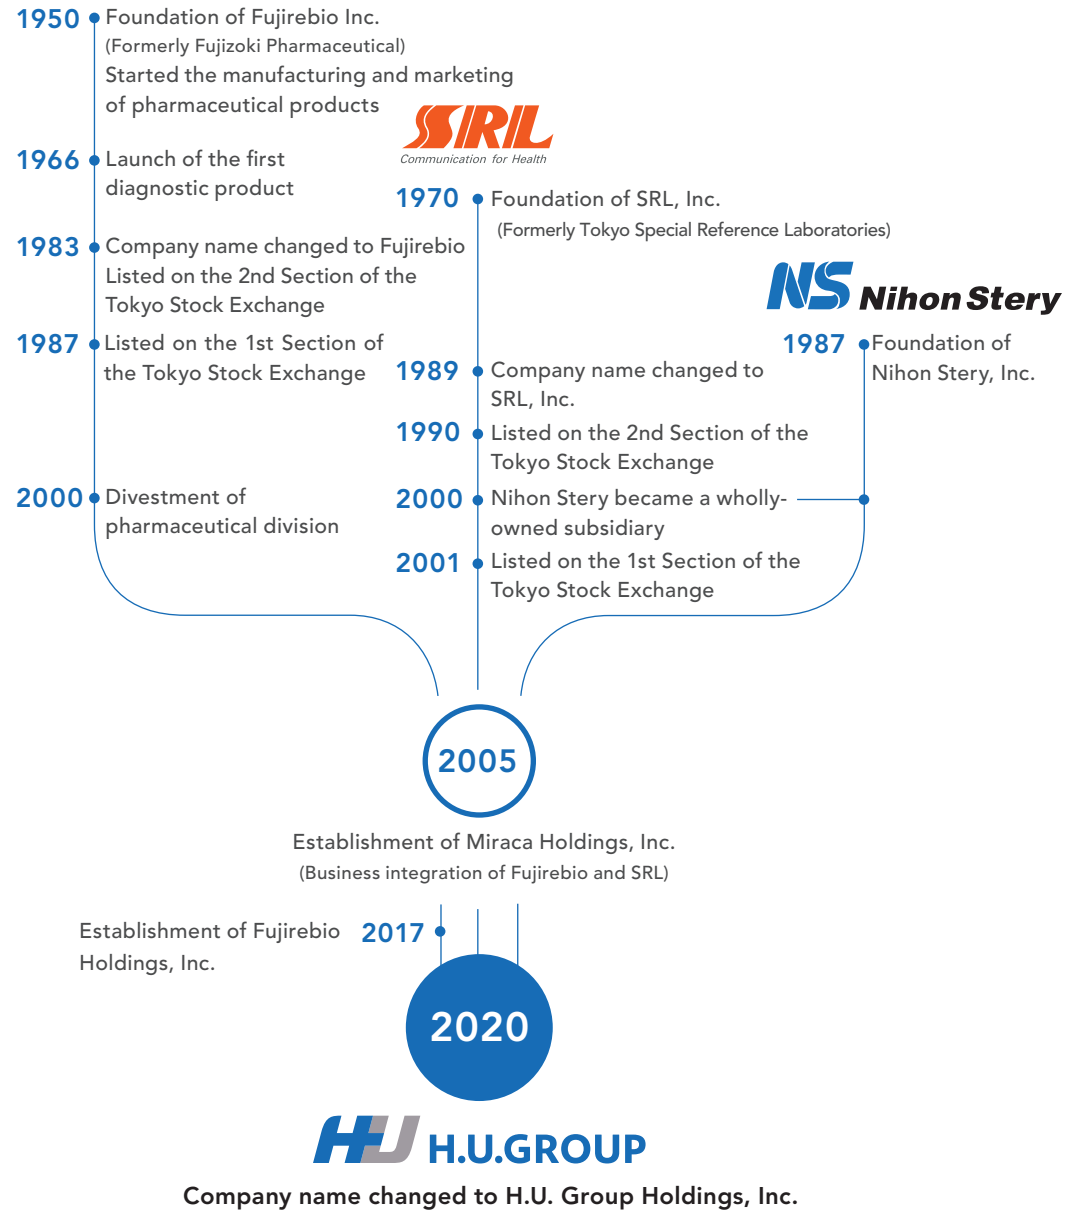 1950 Foundation of Fujirebio Inc.
(Formerly Fujizoki Pharmaceutical)
Started the manufacturing and marketing
of pharmaceutical products
1966 Launch of the first
diagnostic product
1983 Company name changed to Fujirebio
Listed on the 2nd Section of the
Tokyo Stock Exchange
1987 Listed on the 1st Section of
the Tokyo Stock Exchange
2000 Divestment of
pharmaceutical division
SRL
Communication for Health
1970 Foundation of SRL, Inc.
(Formerly Tokyo Special Reference Laboratories)
1989 Company name changed to
SRL, Inc.
1990 Listed on the 2nd Section of the
Tokyo Stock Exchange
2000 Nihon Stery became a wholly-
owned subsidiary
2001 Listed on the 1st Section of the
Tokyo Stock Exchange
NS Nihon Stery
1987 Foundation of
Nihon Stery, Inc.
2005
Establishment of Miraca Holdings, Inc.
(Business integration of Fujirebio and SRL)
Establishment of Fujirebio 2017
Holdings, Inc.
2020
HU H.U.GROUP
Company name changed to H.U. Group Holdings, Inc.